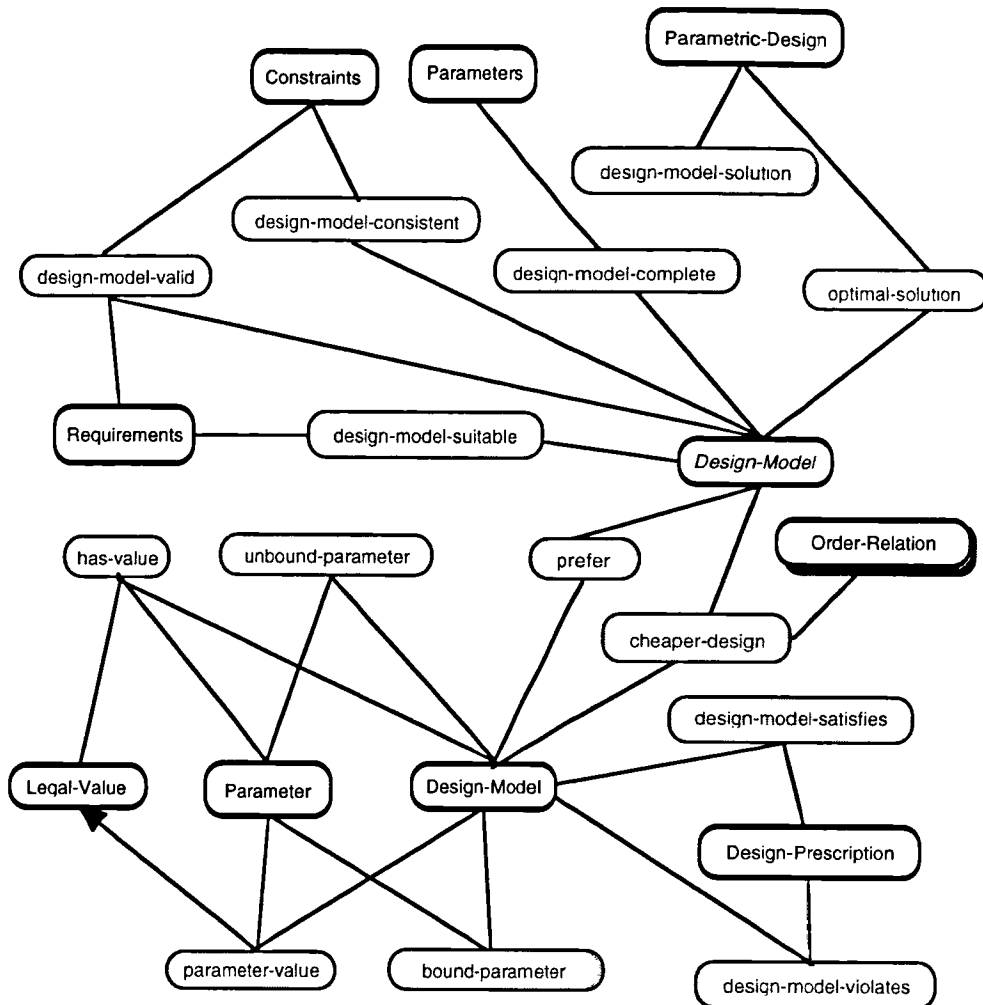 Parametric-Design
Constraints
Parameters
design-model-solution
design-model-consistent
design-model-valid
design-model-complete
optimal-solution
Requirements
design-model-suitable
Design-Model
has-value
unbound-parameter
prefer
Order-Relation
cheaper-design
design-model-satisfies
Legal-Value
Parameter
Design-Model
Design-Prescription
parameter-value
bound-parameter
design-model-violates